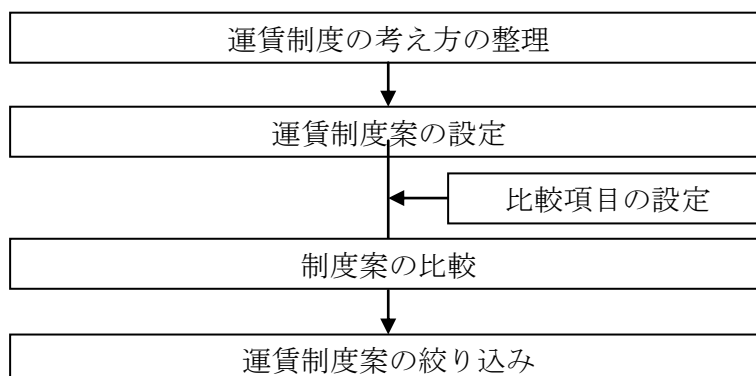 運賃制度の考え方の整理
運賃制度案の設定
比較項目の設定
制度案の比較
運賃制度案の絞り込み